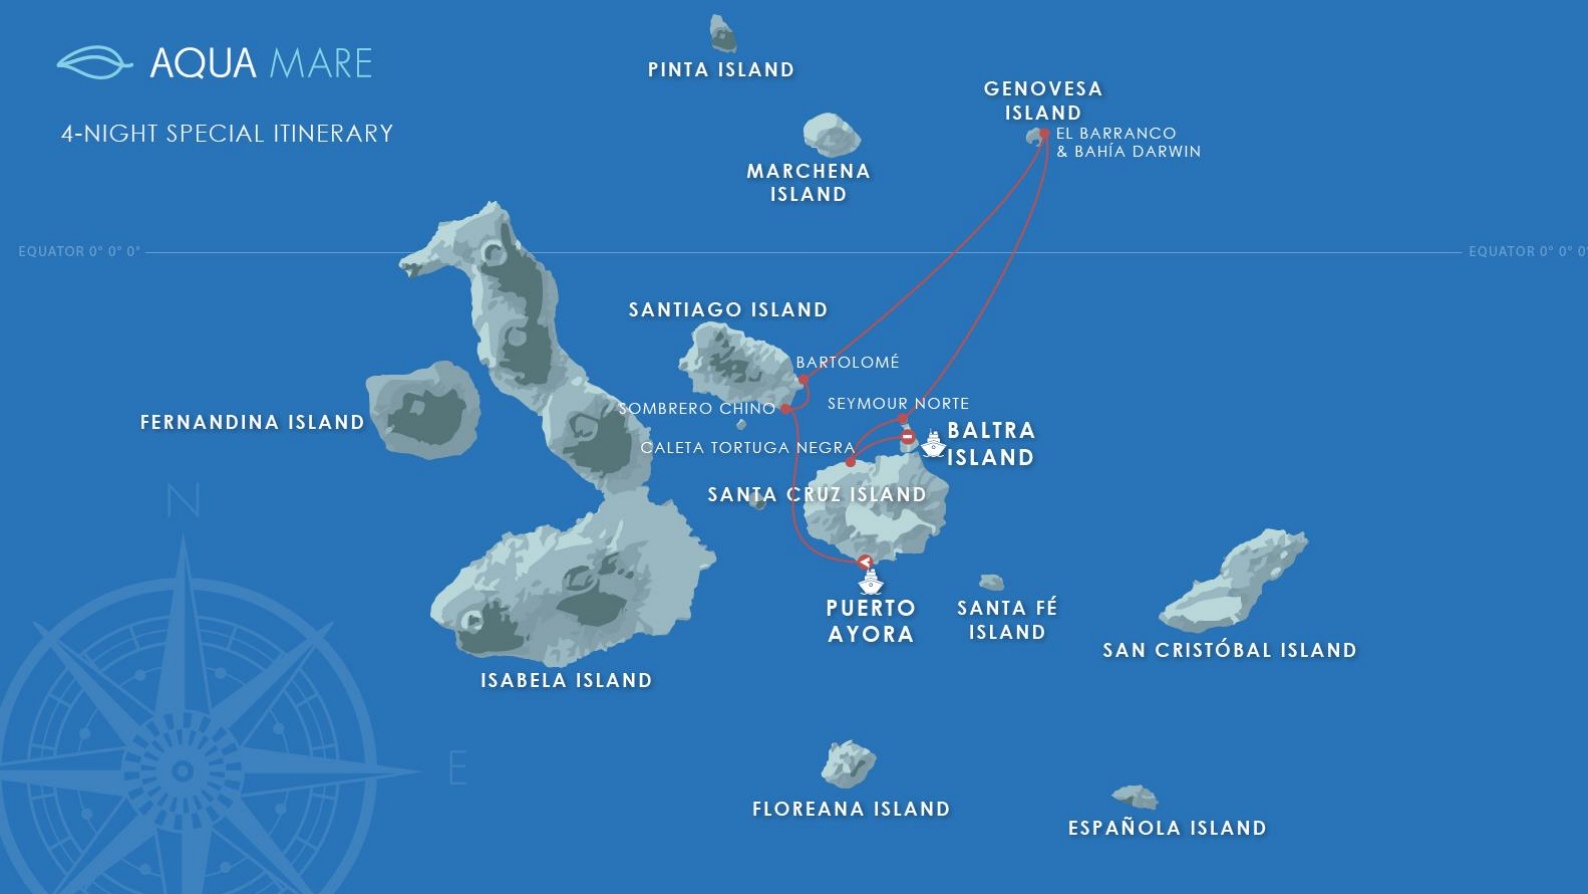 AQUA MARE
4-NIGHT SPECIAL ITINERARY
PINTA ISLAND
GENOVESA
ISLAND
EL BARRANCO
& BAHÍA DARWIN
MARCHENA
ISLAND
EQUATOR 0° 0° 0°
EQUATOR 0° 0° 0°
SANTIAGO ISLAND
BARTOLOMÉ
SOMBRERO CHINO
SEYMOUR NORTE
FERNANDINA ISLAND
BALTRA
ISLAND
CALETA TORTUGA NEGRA
SANTA CRUZ ISLAND
N
PUERTO
AYORA
SANTA FÉ
ISLAND
SAN CRISTÓBAL ISLAND
ISABELA ISLAND
E
FLOREANA ISLAND
ESPAÑOLA ISLAND